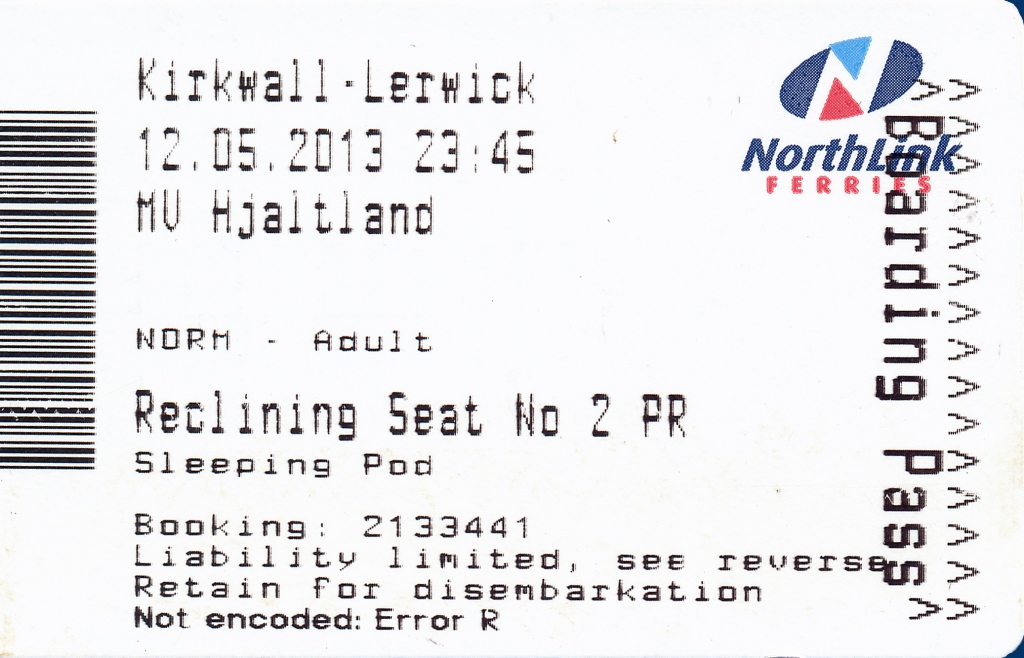 Kirkwall-Lerwick
12.05.2013 23:45
MV Hjaltland
NorthLink
FERRIES
NORM - Adult
Reclining Seat No 2 PR
Sleeping Pod
Booking: 2133441
Liability limited, see reverse
Retain for disembarkation
Not encoded: Error R
>> Boarding Pass >>
>>>>>>>>>>>>>